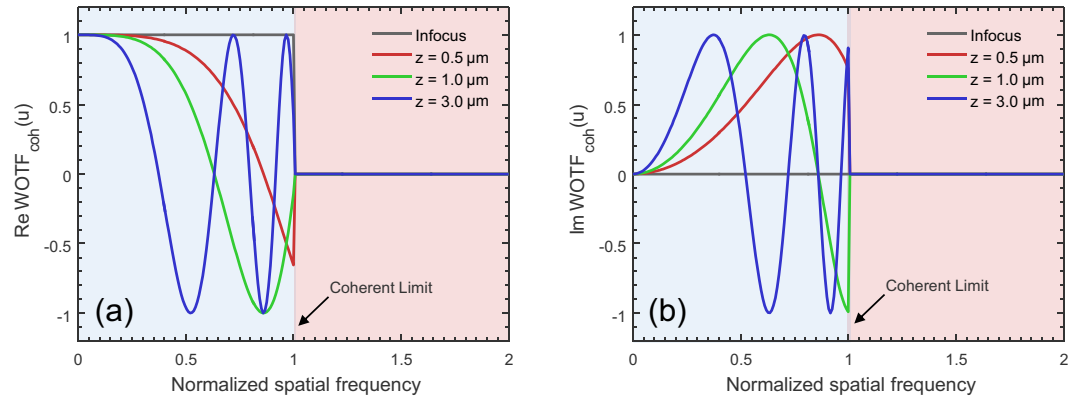 Re WOTF_coh(u)
1
0.5
0
-0.5
-1
Infocus
z = 0.5 µm
z = 1.0 µm
z = 3.0 µm
Coherent Limit
(a)
0 0.5 1 1.5 2
Normalized spatial frequency
Im WOTF_coh(u)
1
0.5
0
-0.5
-1
Infocus
z = 0.5 µm
z = 1.0 µm
z = 3.0 µm
Coherent Limit
(b)
0 0.5 1 1.5 2
Normalized spatial frequency